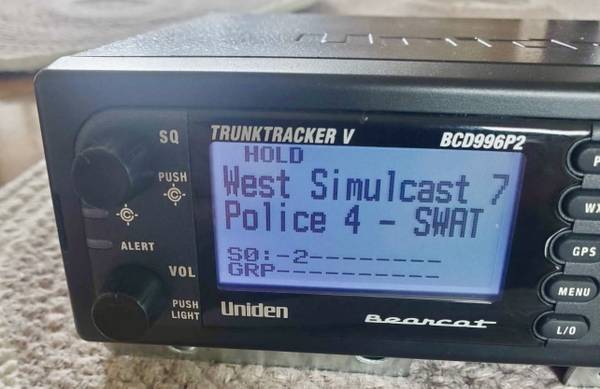 SQ
PUSH
C
C
ALERT
VOL
PUSH
LIGHT
TRUNKTRACKER V
BCD996P2
HOLD
West Simulcast 7
Police 4 - SWAT
S0:-2--------
GRP----------
Uniden
Bearcat
P
WX
GPS
MENU
L/O